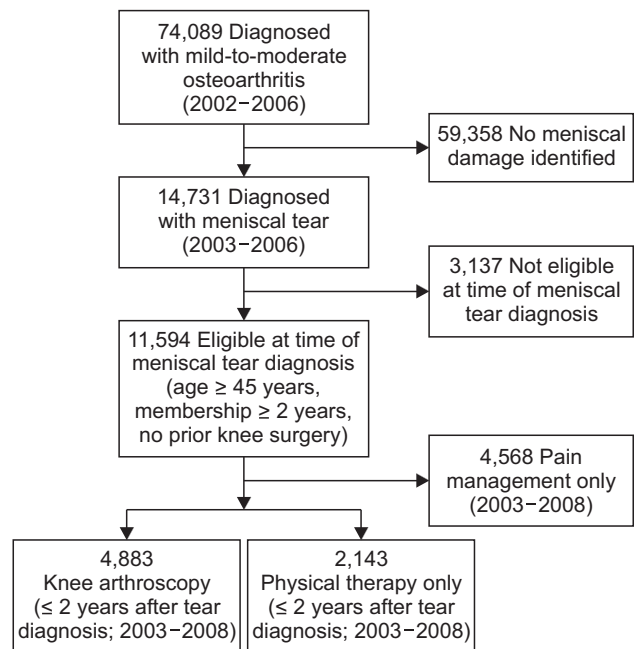 74,089 Diagnosed
with mild-to-moderate
osteoarthritis
(2002−2006)
59,358 No meniscal
damage identified
14,731 Diagnosed
with meniscal tear
(2003−2006)
3,137 Not eligible
at time of meniscal
tear diagnosis
11,594 Eligible at time of
meniscal tear diagnosis
(age ≥ 45 years,
membership ≥ 2 years,
no prior knee surgery)
4,568 Pain
management only
(2003−2008)
4,883
Knee arthroscopy
(≤ 2 years after tear
diagnosis; 2003−2008)
2,143
Physical therapy only
(≤ 2 years after tear
diagnosis; 2003−2008)